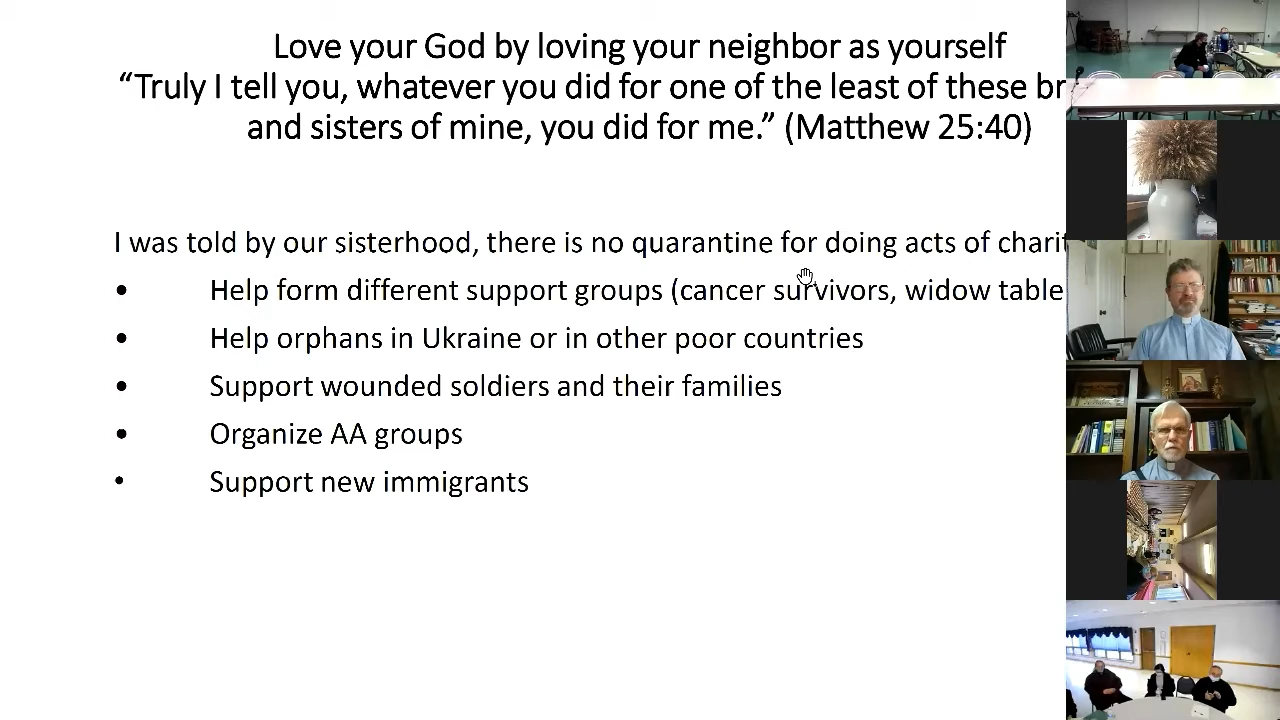 Love your God by loving your neighbor as yourself
“Truly I tell you, whatever you did for one of the least of these
and sisters of mine, you did for me.” (Matthew 25:40)
I was told by our sisterhood, there is no quarantine for doing acts of
• Help form different support groups (cancer survivors, widow table
• Help orphans in Ukraine or in other poor countries
• Support wounded soldiers and their families
• Organize AA groups
• Support new immigrants